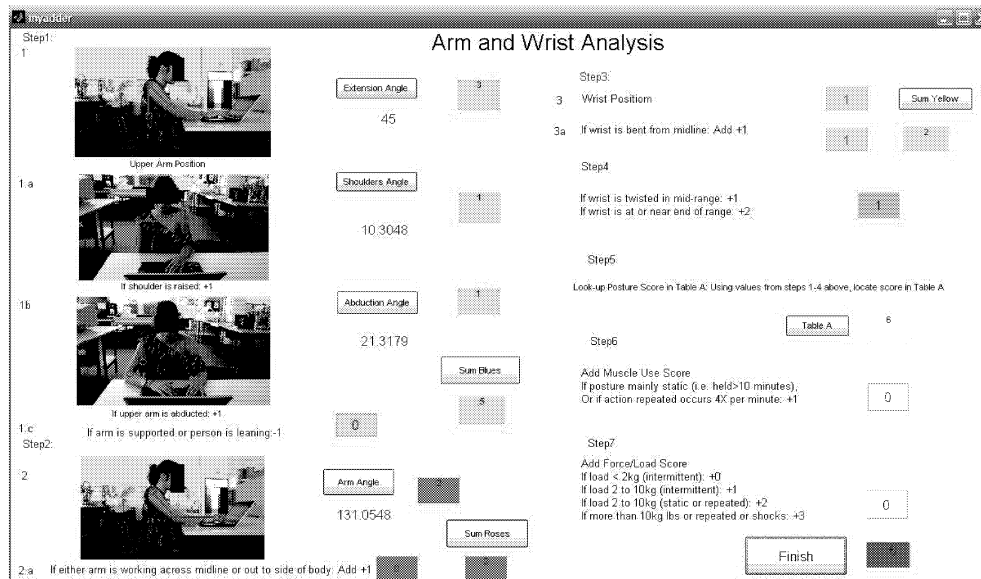 myadder
Arm and Wrist Analysis
Step1:
1
Upper Arm Position
Extension Angle
3
45
1.a
If shoulder is raised: +1
Shoulders Angle
1
10.3048
1b
If upper arm is abducted: +1
Abduction Angle
1
21.3179
Sum Blues
5
1.c
If arm is supported or person is leaning:-1
0
Step2:
2
Arm Angle
2
131.0548
Sum Roses
2.a
If either arm is working across midline or out to side of body: Add +1
Step3:
3
Wrist Positiom
1
Sum Yellow
3a
If wrist is bent from midline: Add +1
1
2
Step4
If wrist is twisted in mid-range: +1
If wrist is at or near end of range: +2
1
Step5
Look-up Posture Score in Table A: Using values from steps 1-4 above, locate score in Table A
Table A
6
Step6
Add Muscle Use Score
If posture mainly static (i.e. held>10 minutes),
Or if action repeated occurs 4X per minute: +1
0
Step7
Add Force/Load Score
If load < 2kg (intermittent): +0
If load 2 to 10kg (intermittent): +1
If load 2 to 10kg (static or repeated): +2
If more than 10kg lbs or repeated or shocks: +3
0
Finish